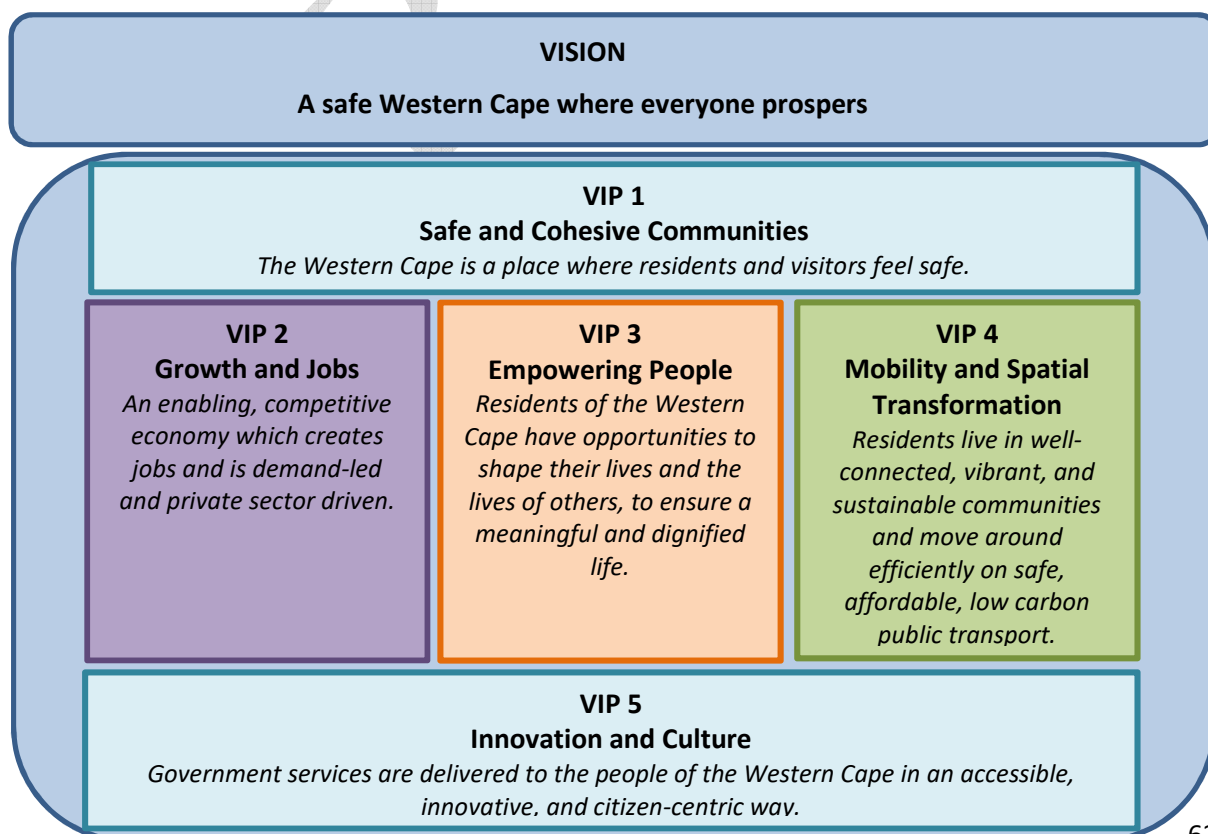 VISION
A safe Western Cape where everyone prospers
VIP 1
Safe and Cohesive Communities
The Western Cape is a place where residents and visitors feel safe.
VIP 2
Growth and Jobs
An enabling, competitive
economy which creates
jobs and is demand-led
and private sector driven.
VIP 3
Empowering People
Residents of the Western
Cape have opportunities to
shape their lives and the
lives of others, to ensure a
meaningful and dignified
life.
VIP 4
Mobility and Spatial
Transformation
Residents live in well-
connected, vibrant, and
sustainable communities
and move around
efficiently on safe,
affordable, low carbon
public transport.
VIP 5
Innovation and Culture
Government services are delivered to the people of the Western Cape in an accessible,
innovative, and citizen-centric way.